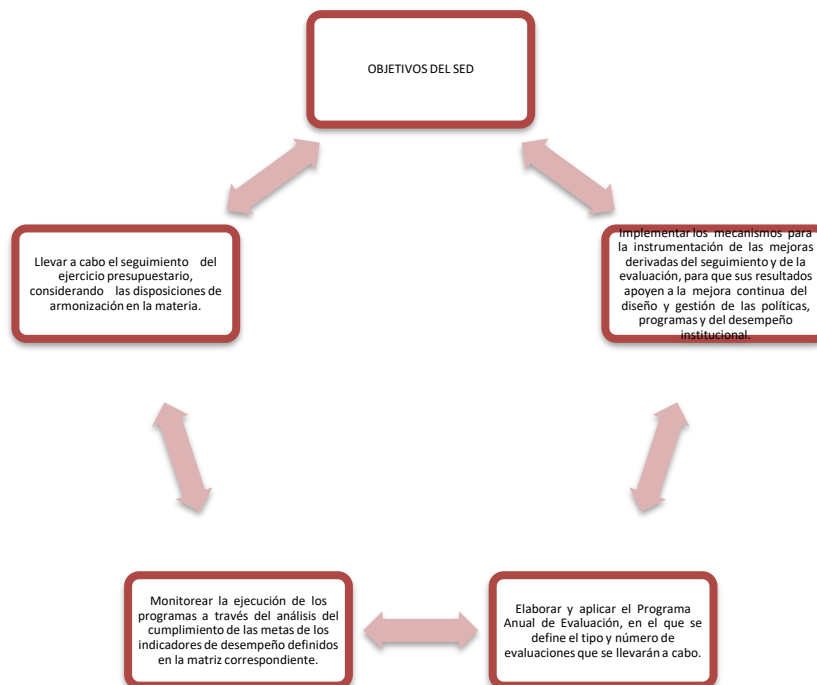 OBJETIVOS DEL SED
Llevar a cabo el seguimiento del
ejercicio presupuestario,
considerando las disposiciones de
armonización en la materia.
Implementar los mecanismos para
la instrumentación de las mejoras
derivadas del seguimiento y de la
evaluación, para que sus resultados
apoyen a la mejora continua del
diseño y gestión de las políticas,
programas y del desempeño
institucional.
Monitorear la ejecución de los
programas a través del análisis del
cumplimiento de las metas de los
indicadores de desempeño definidos
en la matriz correspondiente.
Elaborar y aplicar el Programa
Anual de Evaluación, en el que se
define el tipo y número de
evaluaciones que se llevarán a cabo.